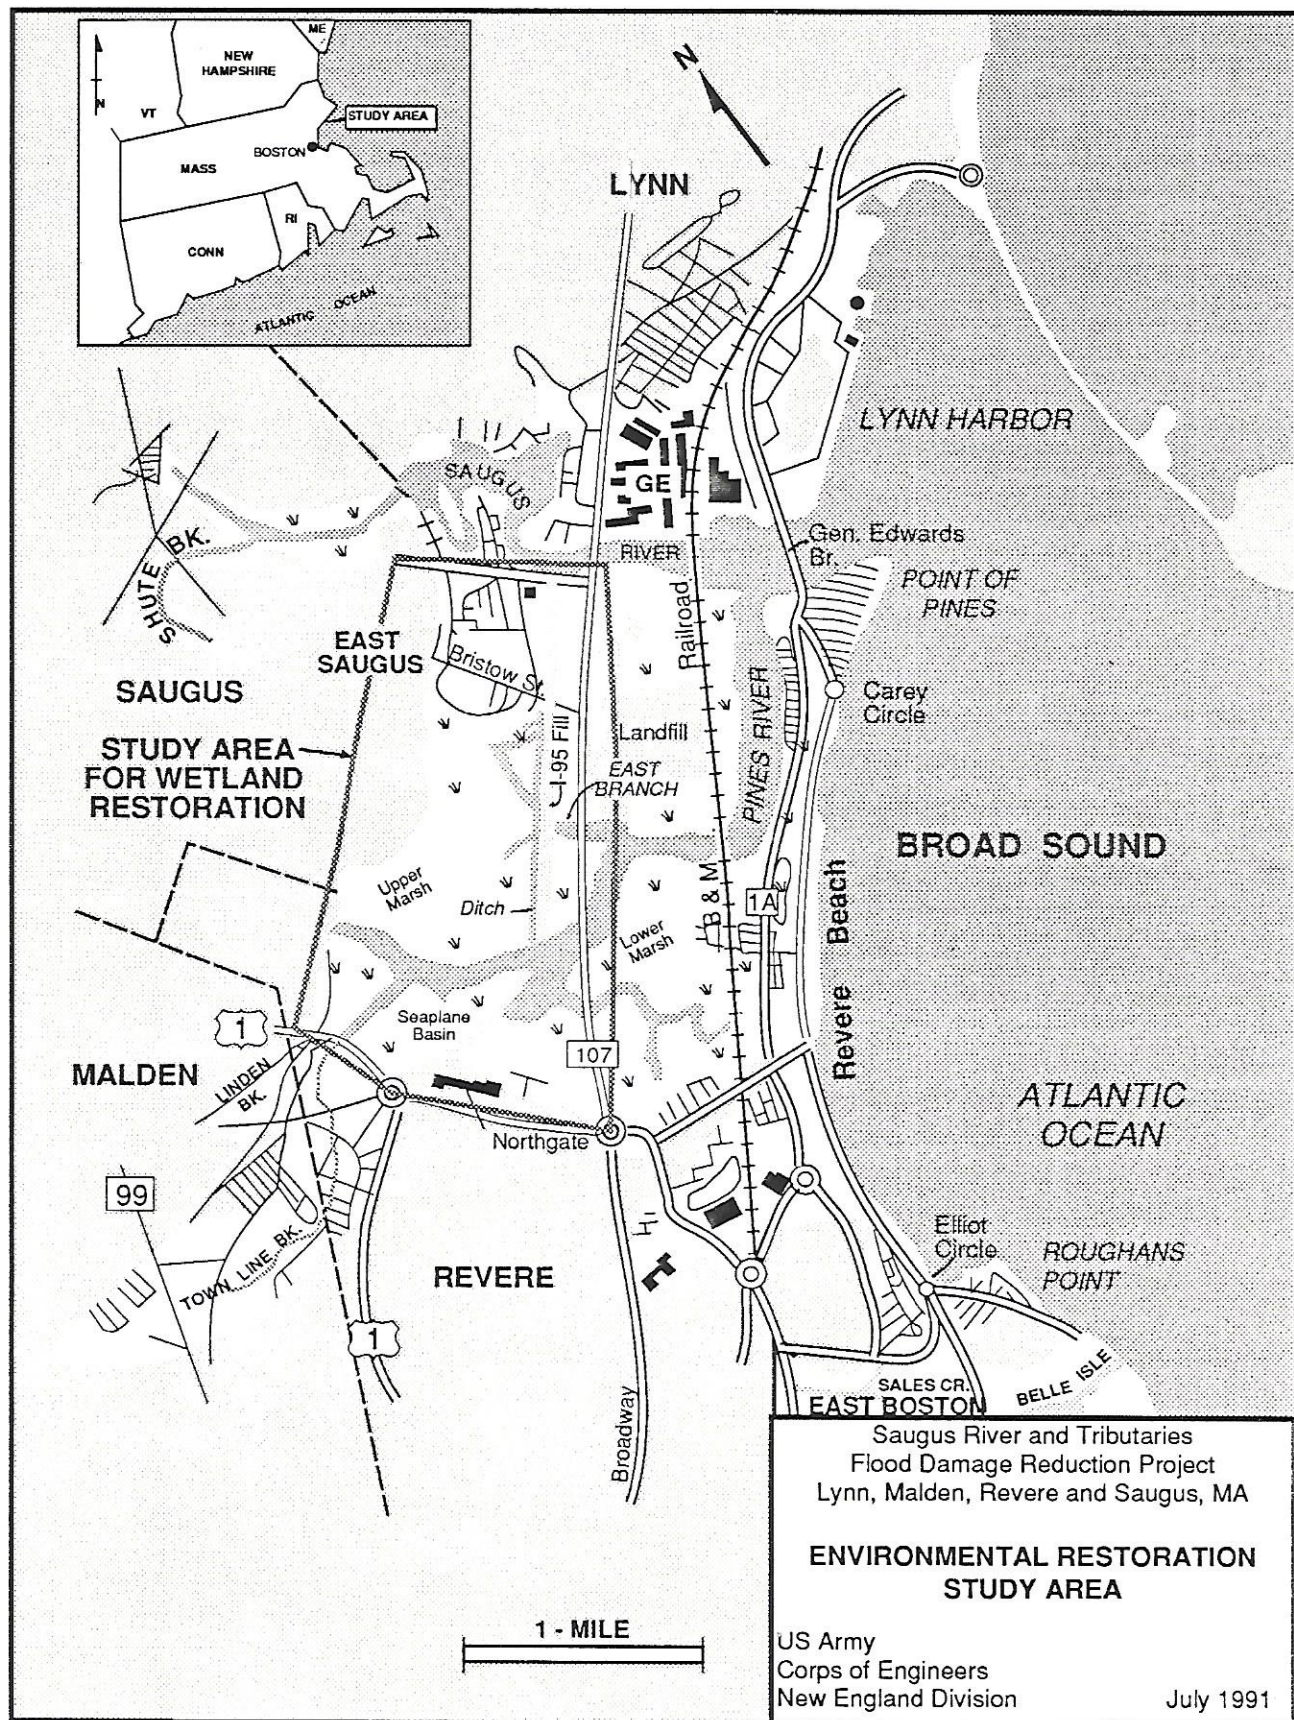 ME
NEW
HAMPSHIRE
N
VT
STUDY AREA
BOSTON
MASS
RI
CONN
ATLANTIC OCEAN
N
LYNN
LYNN HARBOR
SAUGUS
GE
RIVER
Gen. Edwards
Br.
POINT OF
PINES
SHUTE BK.
EAST
SAUGUS
Bristow St.
Railroad
SAUGUS
Carey
Circle
STUDY AREA
FOR WETLAND
RESTORATION
I-95 Fill
Landfill
EAST
BRANCH
PINES RIVER
BROAD SOUND
Upper
Marsh
Ditch
Lower
Marsh
B & M
1A
Revere Beach
Seaplane
Basin
1
107
MALDEN
LINDEN
BK.
Northgate
ATLANTIC
OCEAN
99
TOWN LINE BK.
REVERE
Elliot
Circle
ROUGHANS
POINT
1
Broadway
SALES CR.
BELLE ISLE
EAST BOSTON
Saugus River and Tributaries
Flood Damage Reduction Project
Lynn, Malden, Revere and Saugus, MA
ENVIRONMENTAL RESTORATION
STUDY AREA
1 - MILE
US Army
Corps of Engineers
New England Division
July 1991